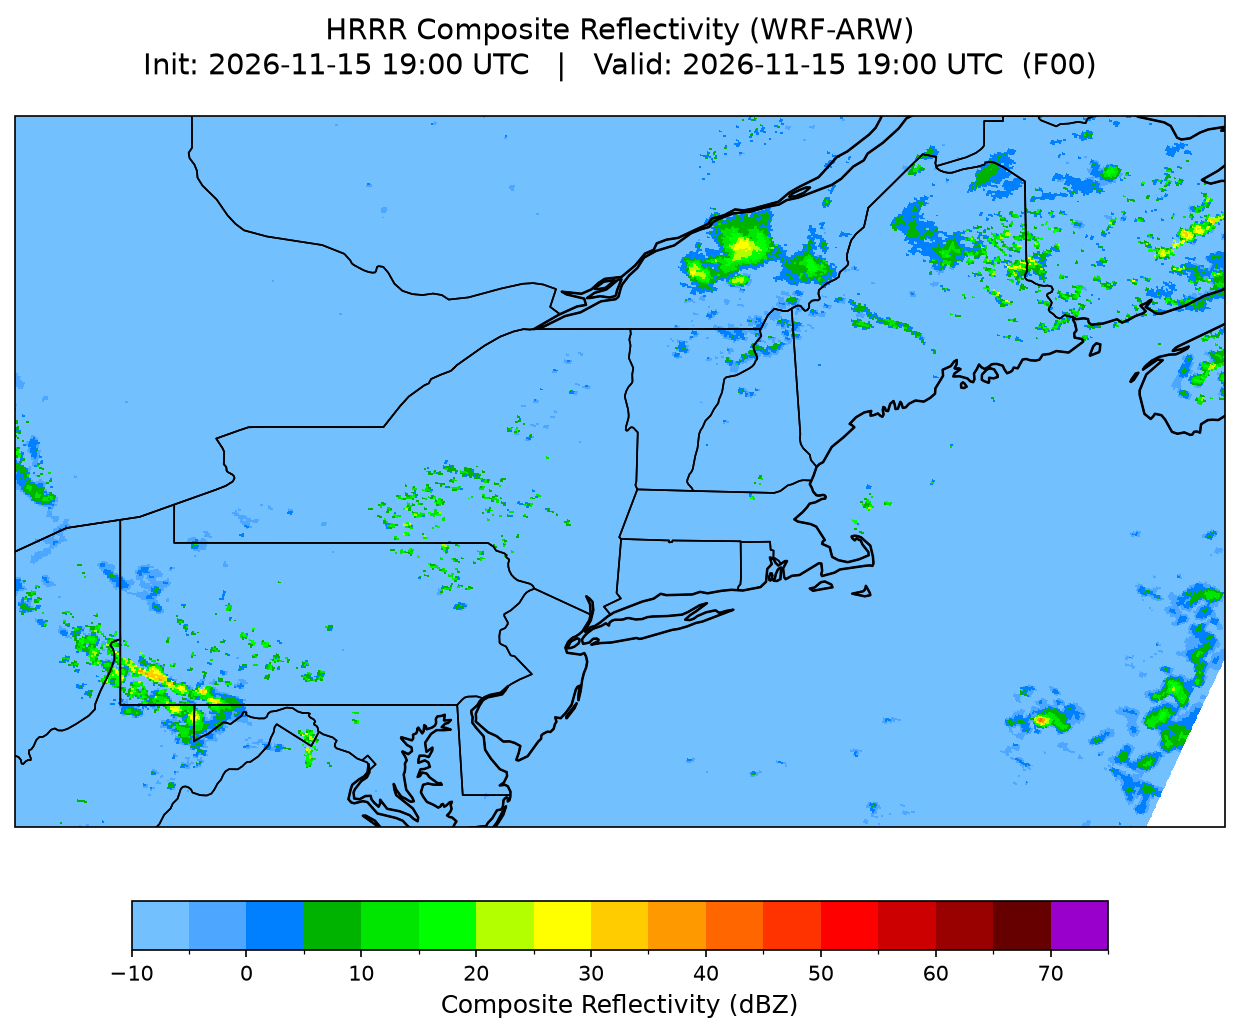 HRRR Composite Reflectivity (WRF-ARW)
Init: 2026-11-15 19:00 UTC   |   Valid: 2026-11-15 19:00 UTC  (F00)
−10 0 10 20 30 40 50 60 70
Composite Reflectivity (dBZ)